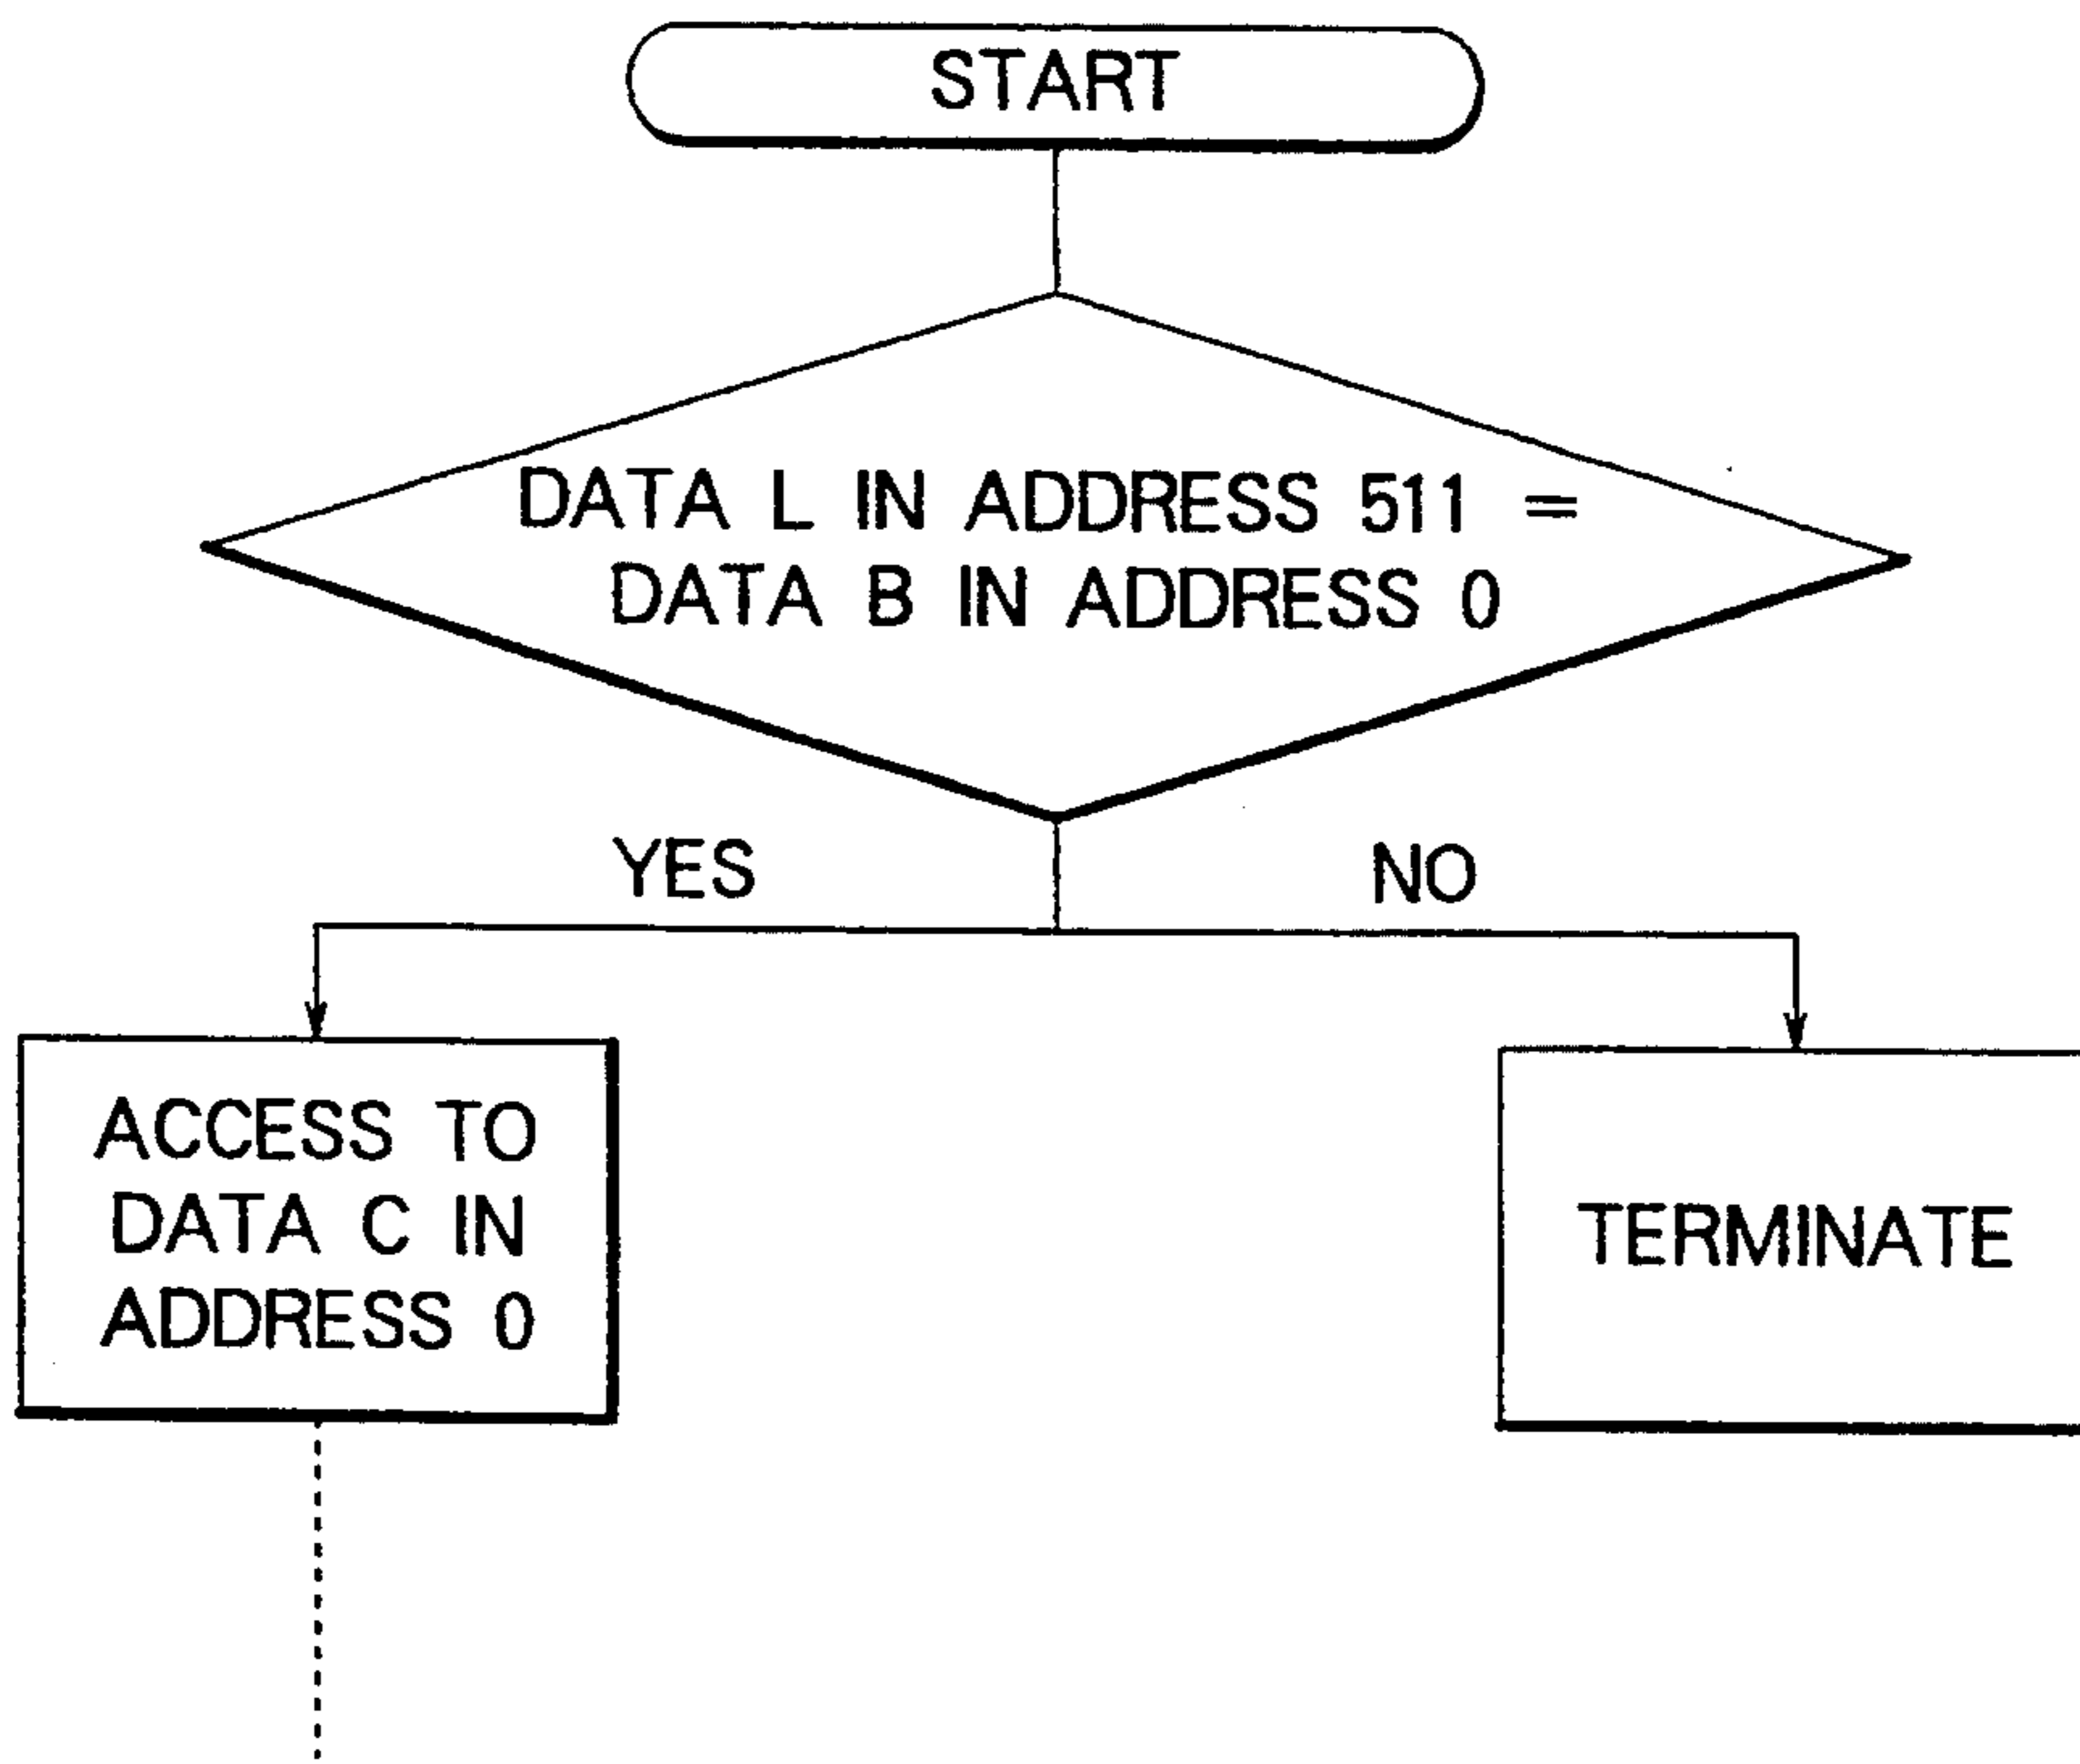 START
DATA L IN ADDRESS 511 =
DATA B IN ADDRESS 0
YES
NO
ACCESS TO
DATA C IN
ADDRESS 0
TERMINATE